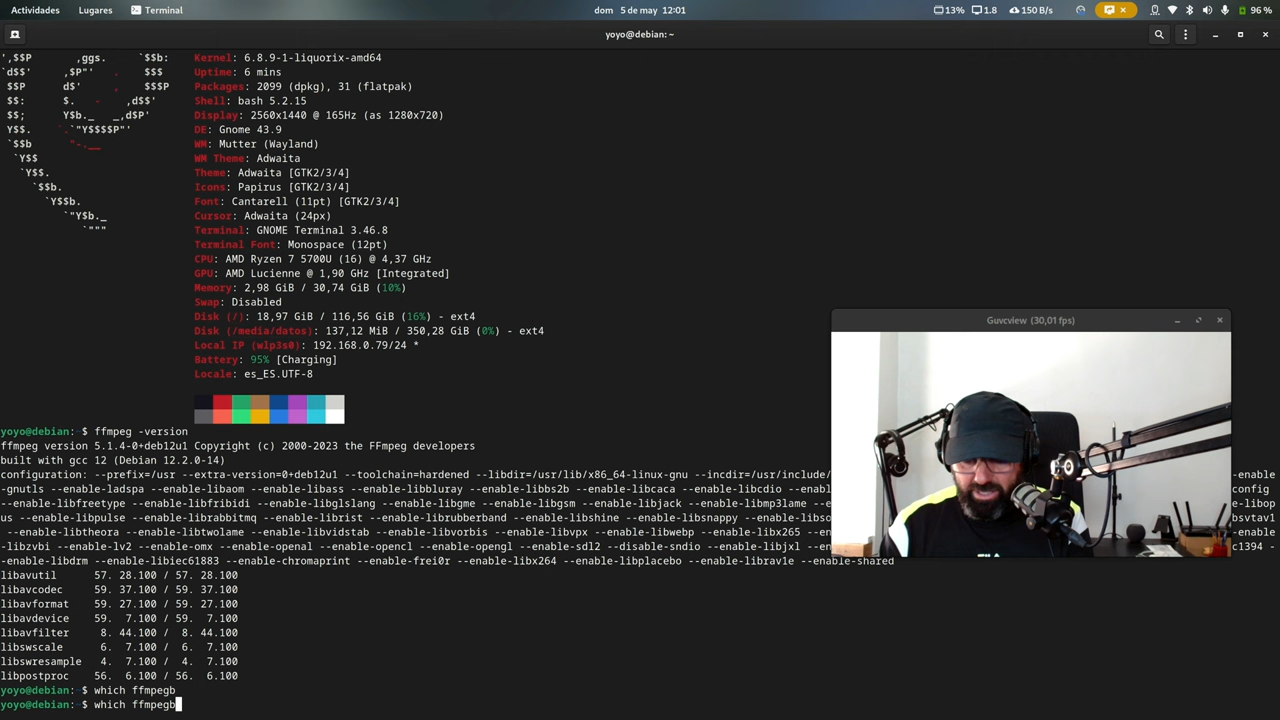 Actividades Lugares Terminal dom 5 de may 12:01 13% 1.8 150 B/s 96 %
yoyo@debian: ~
',$$P ,ggs. `$$b: Kernel: 6.8.9-1-liquorix-amd64
`d$$' ,$P"' . $$$ Uptime: 6 mins
$$P d$' , $$$P Packages: 2099 (dpkg), 31 (flatpak)
$$: $. - ,d$$' Shell: bash 5.2.15
$$; Y$b._ _,d$P' Display: 2560x1440 @ 165Hz (as 1280x720)
Y$$. `.`"Y$$$$P"' DE: Gnome 43.9
`$$b "-.__ WM: Mutter (Wayland)
`Y$$ WM Theme: Adwaita
`Y$$. Theme: Adwaita [GTK2/3/4]
`$$b. Icons: Papirus [GTK2/3/4]
`Y$$b. Font: Cantarell (11pt) [GTK2/3/4]
`"Y$b._ Cursor: Adwaita (24px)
`""" Terminal: GNOME Terminal 3.46.8
Terminal Font: Monospace (12pt)
CPU: AMD Ryzen 7 5700U (16) @ 4,37 GHz
GPU: AMD Lucienne @ 1,90 GHz [Integrated]
Memory: 2,98 GiB / 30,74 GiB (10%)
Swap: Disabled
Disk (/): 18,97 GiB / 116,56 GiB (16%) - ext4
Disk (/media/datos): 137,12 MiB / 350,28 GiB (0%) - ext4
Local IP (wlp3s0): 192.168.0.79/24 *
Battery: 95% [Charging]
Locale: es_ES.UTF-8
Guvcview (30,01 fps)
yoyo@debian:~$ ffmpeg -version
ffmpeg version 5.1.4-0+deb12u1 Copyright (c) 2000-2023 the FFmpeg developers
built with gcc 12 (Debian 12.2.0-14)
configuration: --prefix=/usr --extra-version=0+deb12u1 --toolchain=hardened --libdir=/usr/lib/x86_64-linux-gnu --incdir=/usr/include/ --enable
-gnutls --enable-ladspa --enable-libaom --enable-libass --enable-libbluray --enable-libbs2b --enable-libcaca --enable-libcdio --enable- config
--enable-libfreetype --enable-libfribidi --enable-libglslang --enable-libgme --enable-libgsm --enable-libjack --enable-libmp3lame --ena e-libop
us --enable-libpulse --enable-librabbitmq --enable-librist --enable-librubberband --enable-libshine --enable-libsnappy --enable-libso bsvtav1
--enable-libtheora --enable-libtwolame --enable-libvidstab --enable-libvorbis --enable-libvpx --enable-libwebp --enable-libx265 --enab enable
-libzvbi --enable-lv2 --enable-omx --enable-openal --enable-opencl --enable-opengl --enable-sdl2 --disable-sndio --enable-libjxl -- c1394 -
-enable-libdrm --enable-libiec61883 --enable-chromaprint --enable-frei0r --enable-libx264 --enable-libplacebo --enable-librav1e --enable-shared
libavutil 57. 28.100 / 57. 28.100
libavcodec 59. 37.100 / 59. 37.100
libavformat 59. 27.100 / 59. 27.100
libavdevice 59. 7.100 / 59. 7.100
libavfilter 8. 44.100 / 8. 44.100
libswscale 6. 7.100 / 6. 7.100
libswresample 4. 7.100 / 4. 7.100
libpostproc 56. 6.100 / 56. 6.100
yoyo@debian:~$ which ffmpegb
yoyo@debian:~$ which ffmpegb